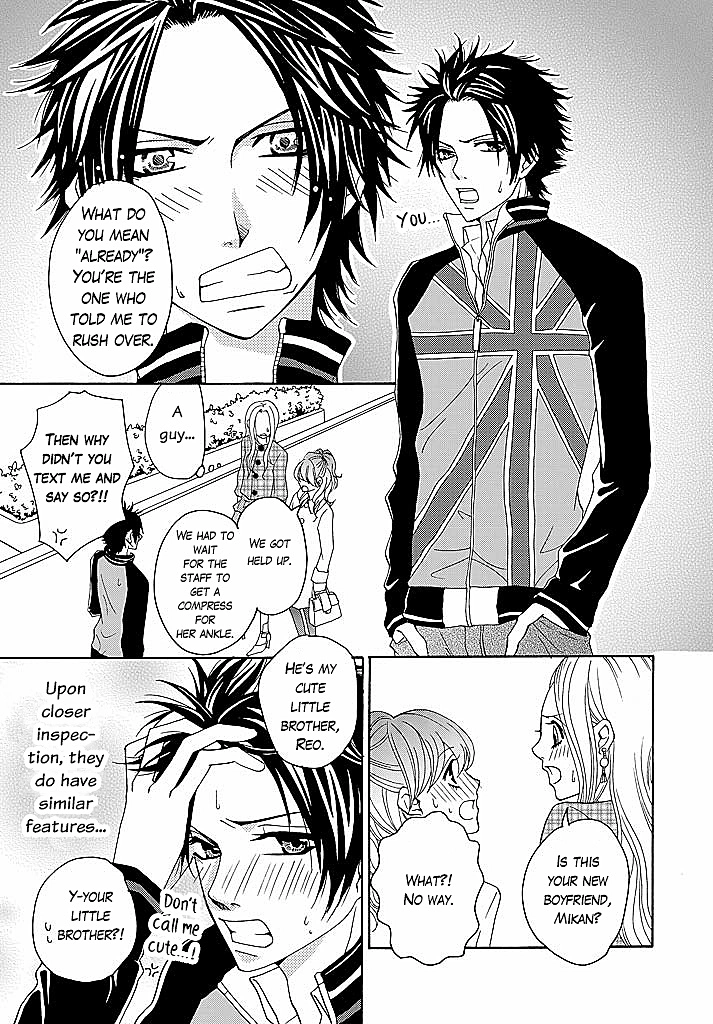 WHAT DO
YOU MEAN
"ALREADY"?
YOU'RE THE
ONE WHO
TOLD ME TO
RUSH OVER.
YOU...
THEN WHY
DIDN'T YOU
TEXT ME AND
SAY SO?!!
A
guy...
WE GOT
HELD UP.
WE HAD TO
WAIT
FOR THE
STAFF TO
GET A
COMPRESS
FOR
HER ANKLE.
IS THIS
YOUR NEW
BOYFRIEND,
MIKAN?
WHAT?!
NO WAY.
HE'S MY
CUTE
LITTLE
BROTHER,
REO.
Upon
closer
inspec-
tion, they
do have
similar
features...
Don't
call me
cute...!
Y-YOUR
LITTLE
BROTHER?!